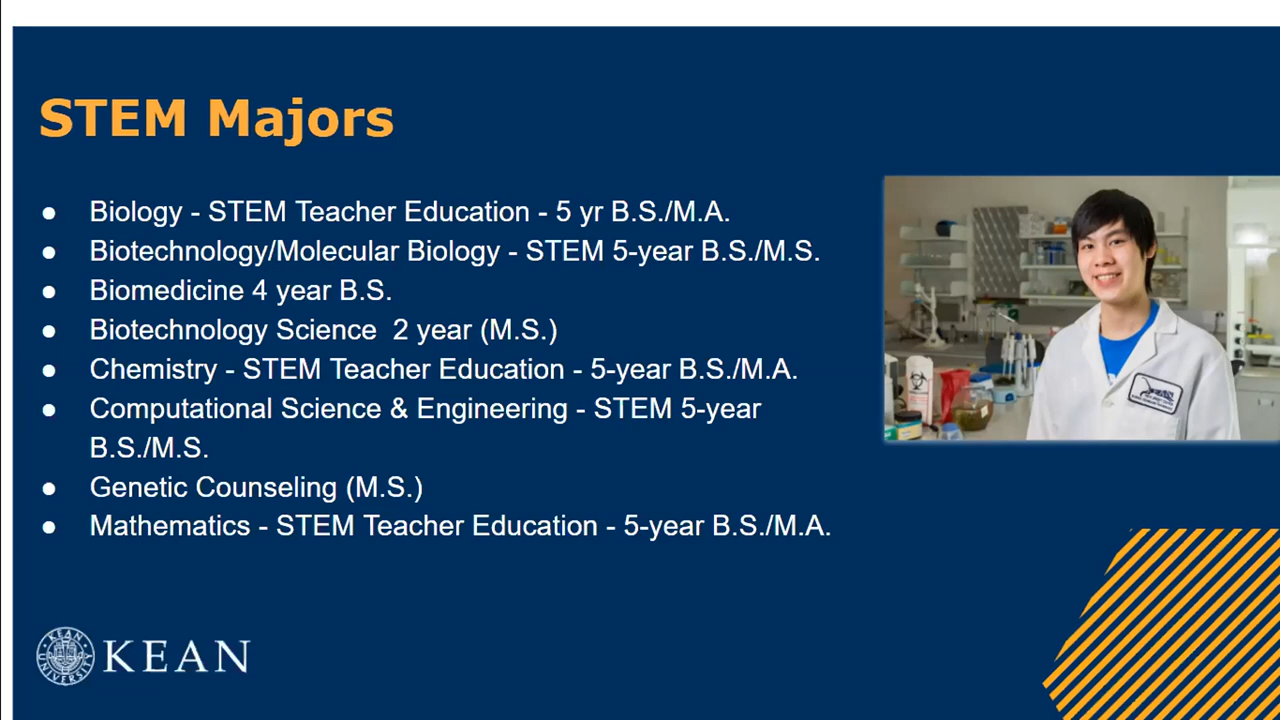 STEM Majors
● Biology - STEM Teacher Education - 5 yr B.S./M.A.
● Biotechnology/Molecular Biology - STEM 5-year B.S./M.S.
● Biomedicine 4 year B.S.
● Biotechnology Science  2 year (M.S.)
● Chemistry - STEM Teacher Education - 5-year B.S./M.A.
● Computational Science & Engineering - STEM 5-year
B.S./M.S.
● Genetic Counseling (M.S.)
● Mathematics - STEM Teacher Education - 5-year B.S./M.A.
KEAN UNIVERSITY
KEAN